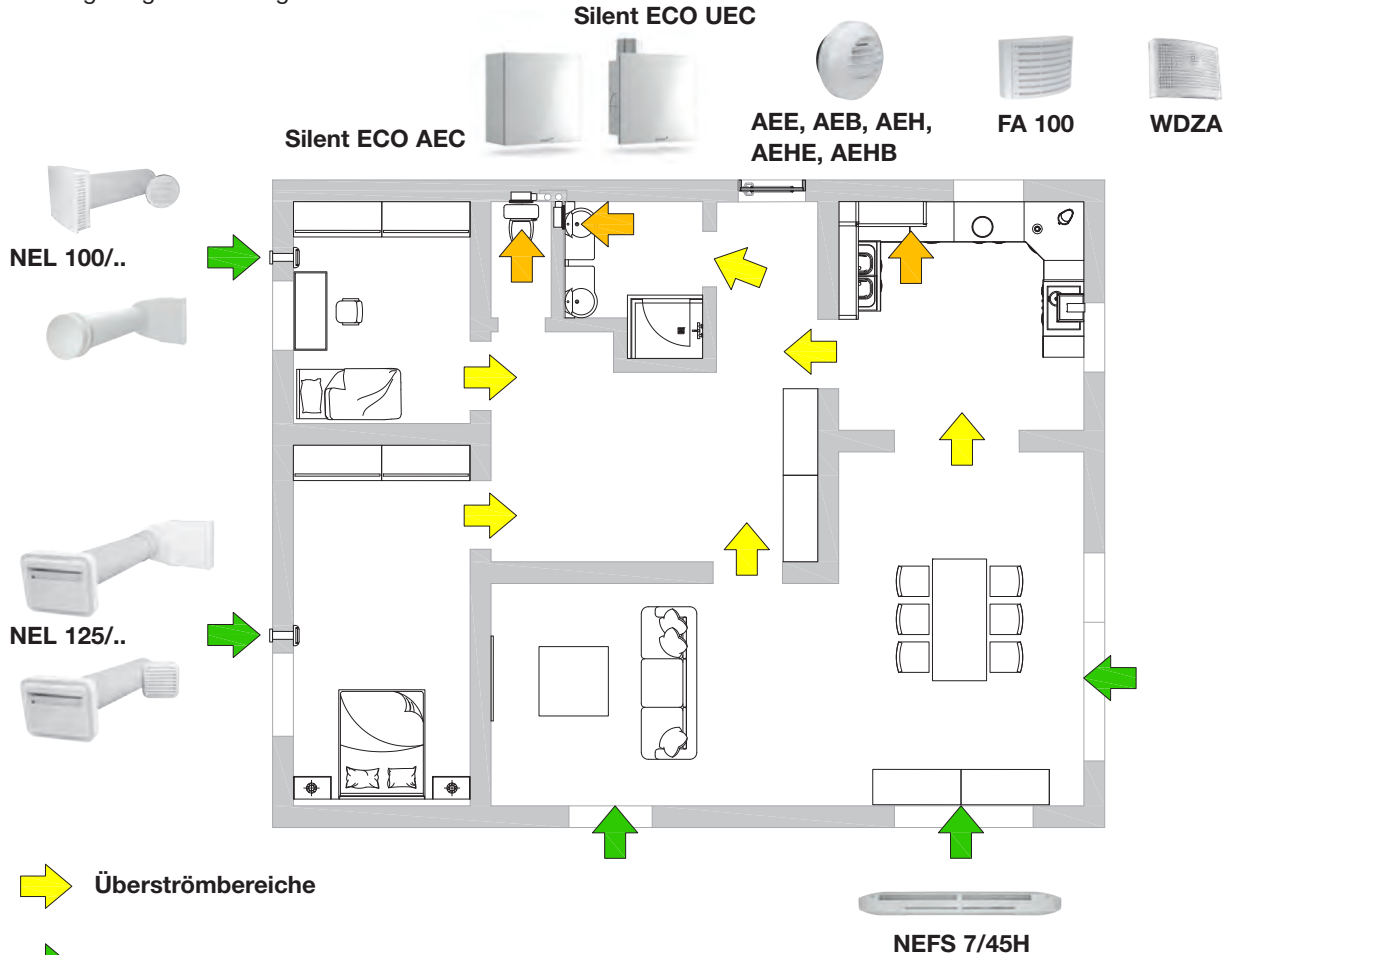 Silent ECO UEC
Silent ECO AEC
AEE, AEB, AEH,
AEHE, AEHB
FA 100
WDZA
NEL 100/..
NEL 125/..
Überströmbereiche
NEFS 7/45H